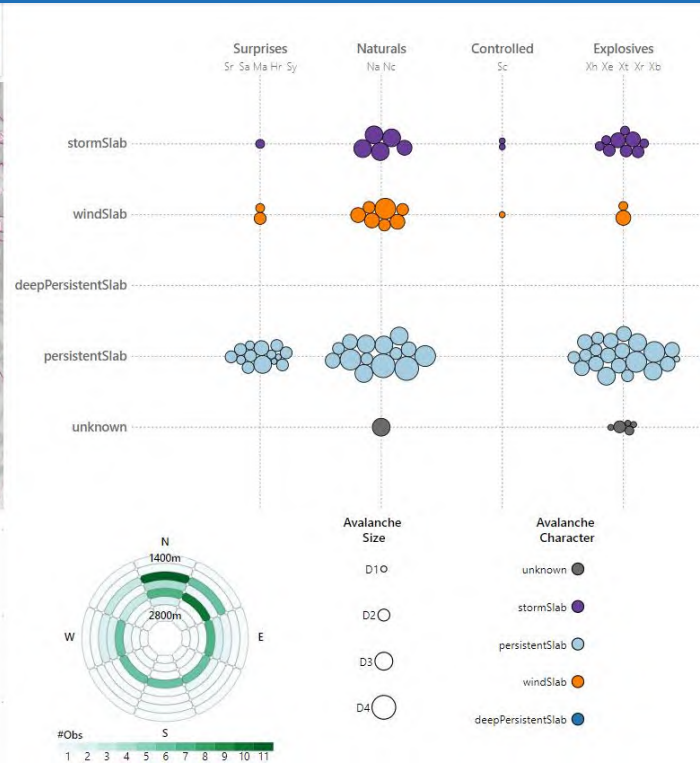 Surprises Naturals Controlled Explosives
Sr Sa Ma Hr Sy Na Nc Sc Xh Xe Xt Xr Xb
stormSlab
windSlab
deepPersistentSlab
persistentSlab
unknown
Avalanche
Size
Avalanche
Character
N
1400m
2800m
W
E
S
D1
D2
D3
D4
unknown
stormSlab
persistentSlab
windSlab
deepPersistentSlab
#Obs
1 2 3 4 5 6 7 8 9 10 11